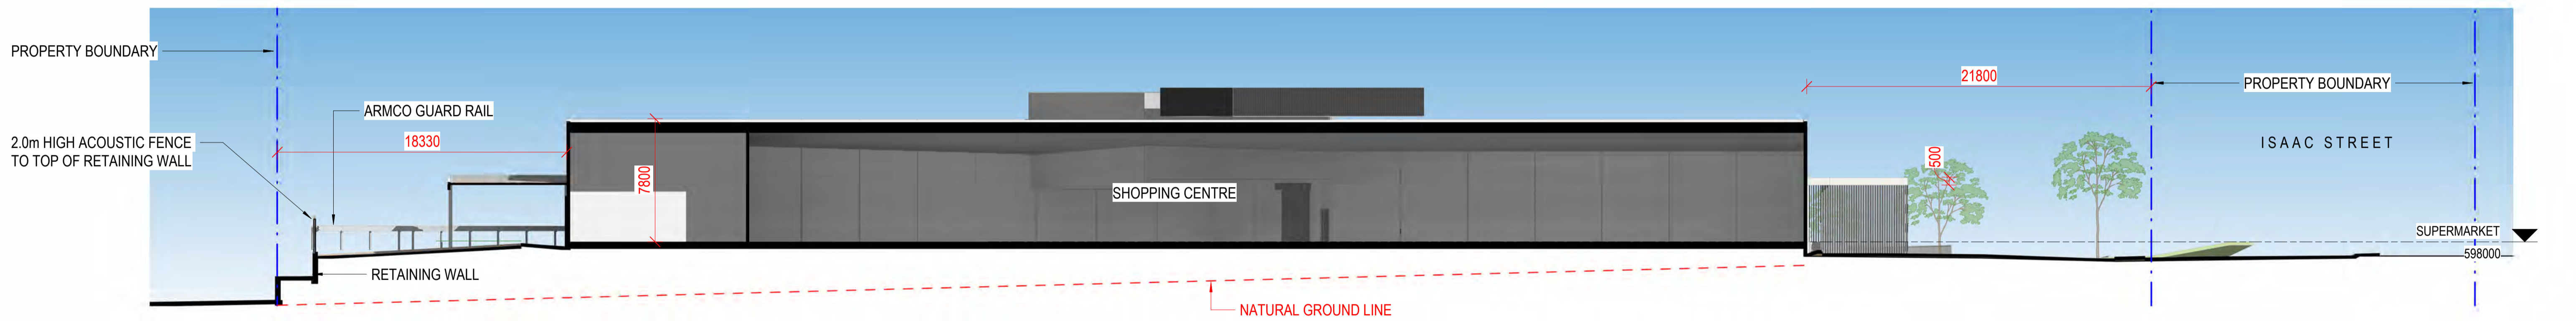 PROPERTY BOUNDARY
ARMCO GUARD RAIL
2.0m HIGH ACOUSTIC FENCE
TO TOP OF RETAINING WALL
18330
RETAINING WALL
7800
SHOPPING CENTRE
NATURAL GROUND LINE
21800
500
PROPERTY BOUNDARY
ISAAC STREET
SUPERMARKET
598000